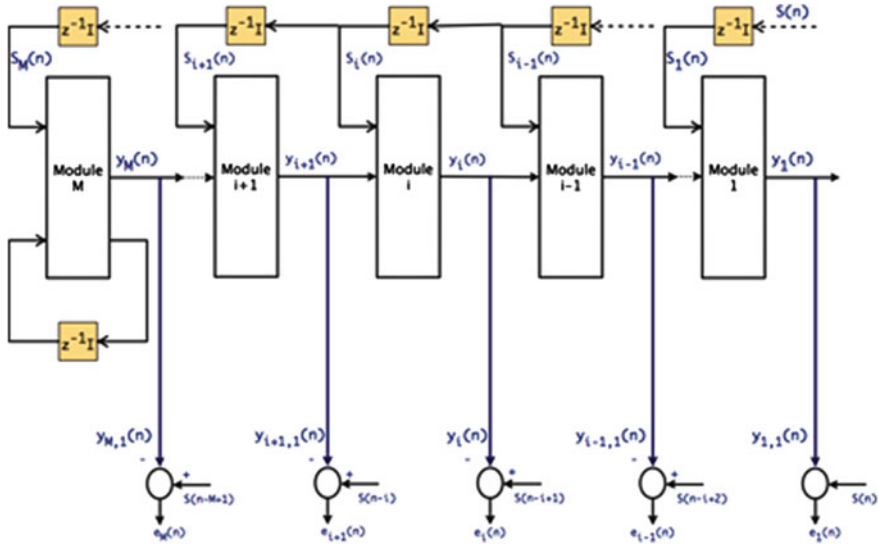 z⁻¹I z⁻¹I z⁻¹I z⁻¹I z⁻¹I S(n)
S_M(n) S_{i+1}(n) S_i(n) S_{i-1}(n) S_1(n)
y_M(n) y_{i+1}(n) y_i(n) y_{i-1}(n) y_1(n)
Module M
Module i+1
Module i
Module i-1
Module 1
z⁻¹I
y_{M,1}(n) y_{i+1,1}(n) y_i(n) y_{i-1,1}(n) y_{1,1}(n)
- + - + - + - +
S(n-M+1) S(n-i) S(n-i+1) S(n-i+2) S(n)
e_M(n) e_{i+1}(n) e_i(n) e_{i-1}(n) e_1(n)